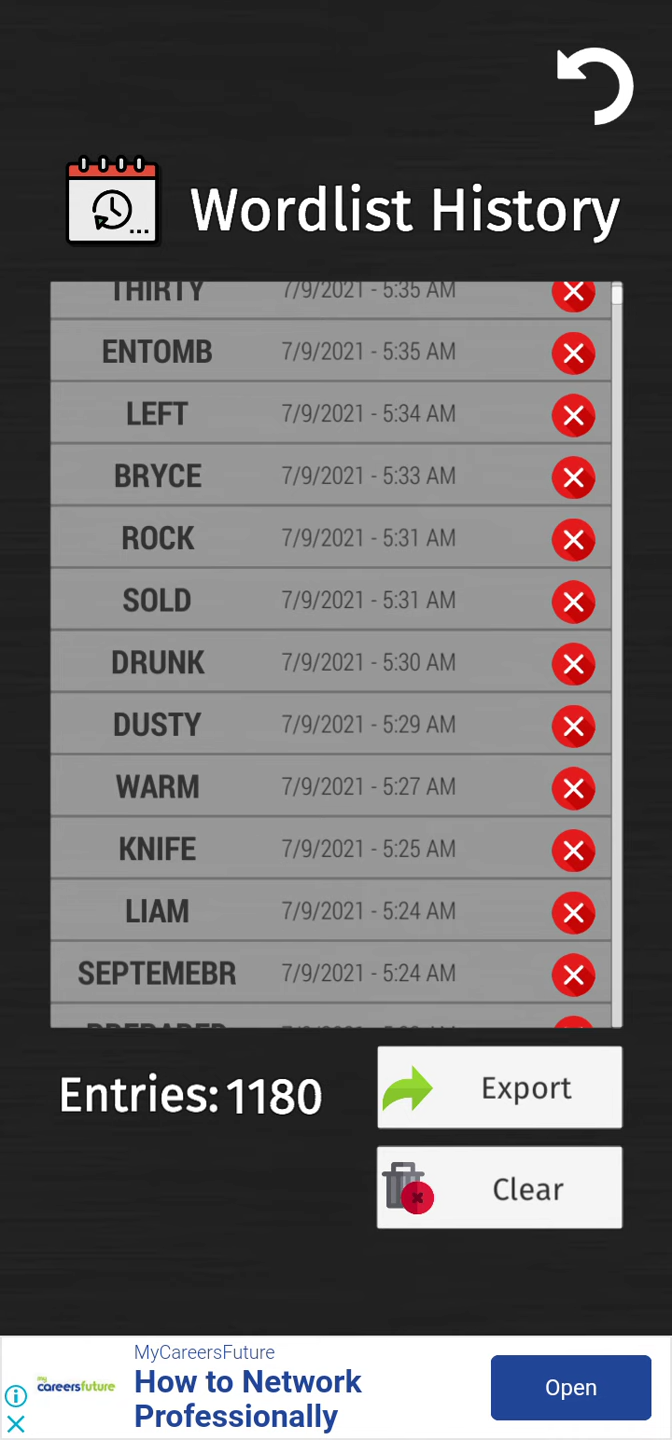 Wordlist History
THIRTY 7/9/2021 - 5:35 AM
ENTOMB 7/9/2021 - 5:35 AM
LEFT 7/9/2021 - 5:34 AM
BRYCE 7/9/2021 - 5:33 AM
ROCK 7/9/2021 - 5:31 AM
SOLD 7/9/2021 - 5:31 AM
DRUNK 7/9/2021 - 5:30 AM
DUSTY 7/9/2021 - 5:29 AM
WARM 7/9/2021 - 5:27 AM
KNIFE 7/9/2021 - 5:25 AM
LIAM 7/9/2021 - 5:24 AM
SEPTEMEBR 7/9/2021 - 5:24 AM
PREPARED
Entries: 1180
Export
Clear
MyCareersFuture
my careersfuture
How to Network
Professionally
Open